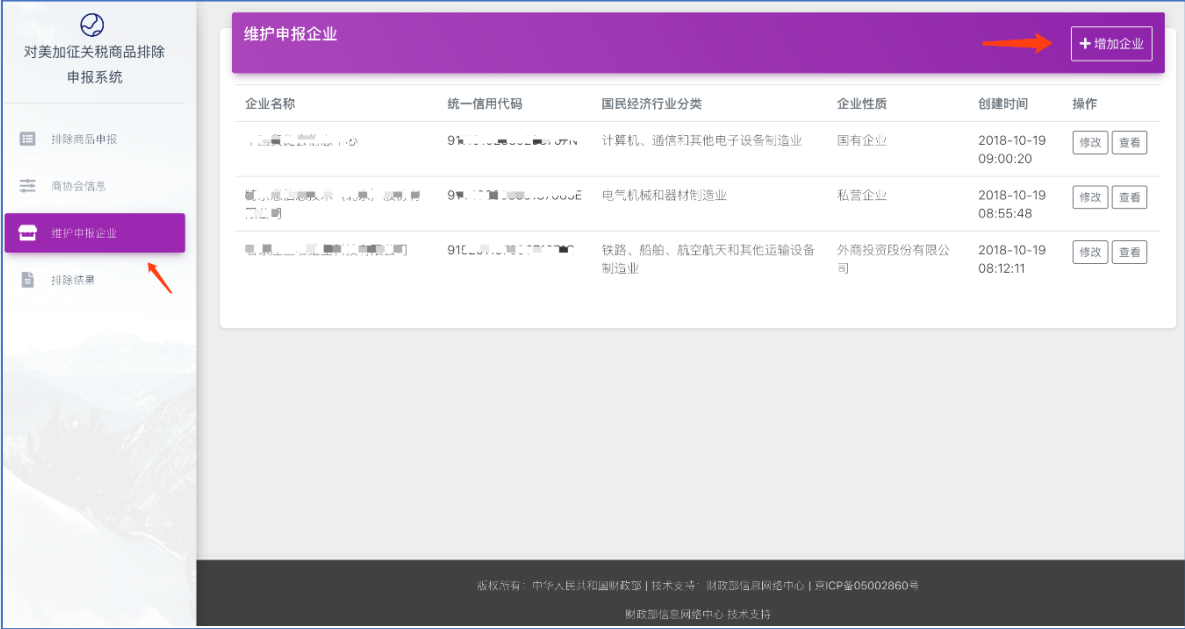 对美加征关税商品排除
申报系统
排除商品申报
商协会信息
维护申报企业
排除结果
维护申报企业
+增加企业
企业名称 统一信用代码 国民经济行业分类 企业性质 创建时间 操作
计算机、通信和其他电子设备制造业 国有企业 2018-10-19 修改 查看
09:00:20
电气机械和器材制造业 私营企业 2018-10-19 修改 查看
08:55:48
铁路、船舶、航空航天和其他运输设备 外商投资股份有限公 2018-10-19 修改 查看
制造业 司 08:12:11
版权所有：中华人民共和国财政部 | 技术支持：财政部信息网络中心 | 京ICP备05002860号
财政部信息网络中心 技术支持